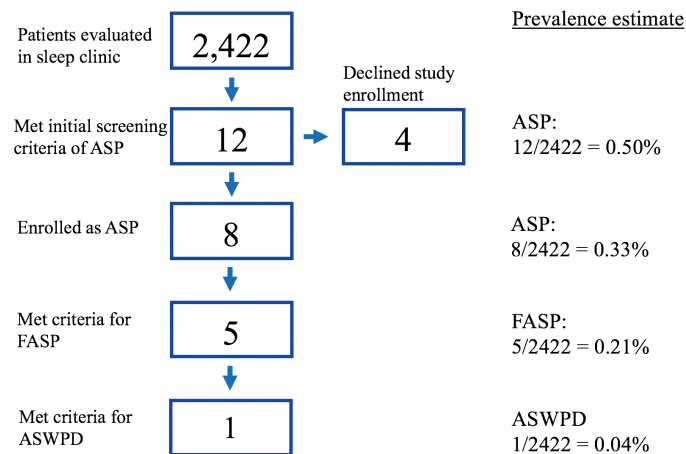 Prevalence estimate
Patients evaluated
in sleep clinic
2,422
Declined study
enrollment
Met initial screening
criteria of ASP
12
4
ASP:
12/2422 = 0.50%
Enrolled as ASP
8
ASP:
8/2422 = 0.33%
Met criteria for
FASP
5
FASP:
5/2422 = 0.21%
Met criteria for
ASWPD
1
ASWPD
1/2422 = 0.04%